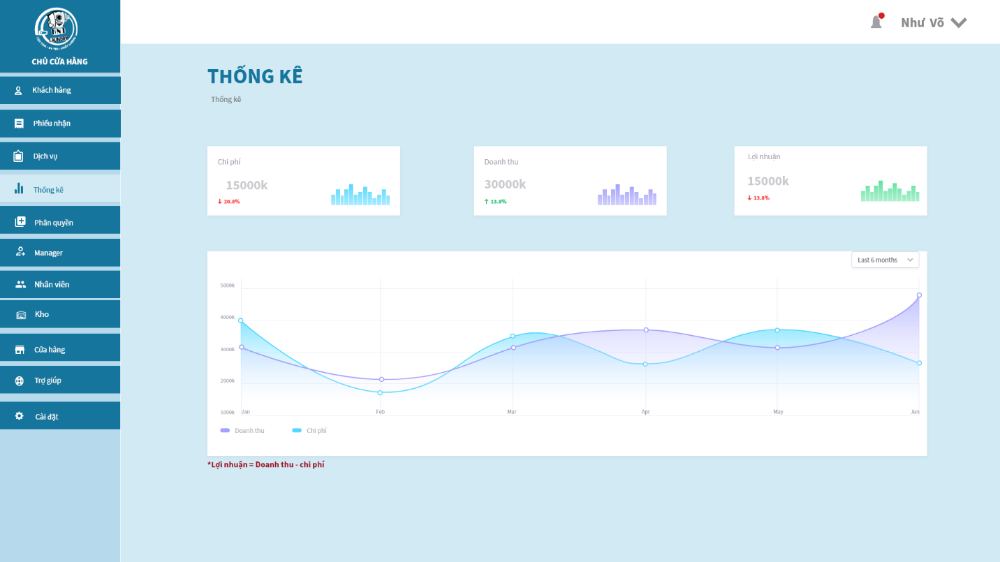 LAUNDRY
CHỦ CỬA HÀNG
Khách hàng
Phiếu nhận
Dịch vụ
Thống kê
Phân quyền
Manager
Nhân viên
Kho
Cửa hàng
Trợ giúp
Cài đặt
Như Võ
THỐNG KÊ
Thống kê
Chi phí
15000k
20.8%
Doanh thu
30000k
13.8%
Lợi nhuận
15000k
13.8%
Last 6 months
5000k
4000k
3000k
2000k
1000k
Jan Feb Mar Apr May Jun
Doanh thu Chi phí
*Lợi nhuận = Doanh thu - chi phí